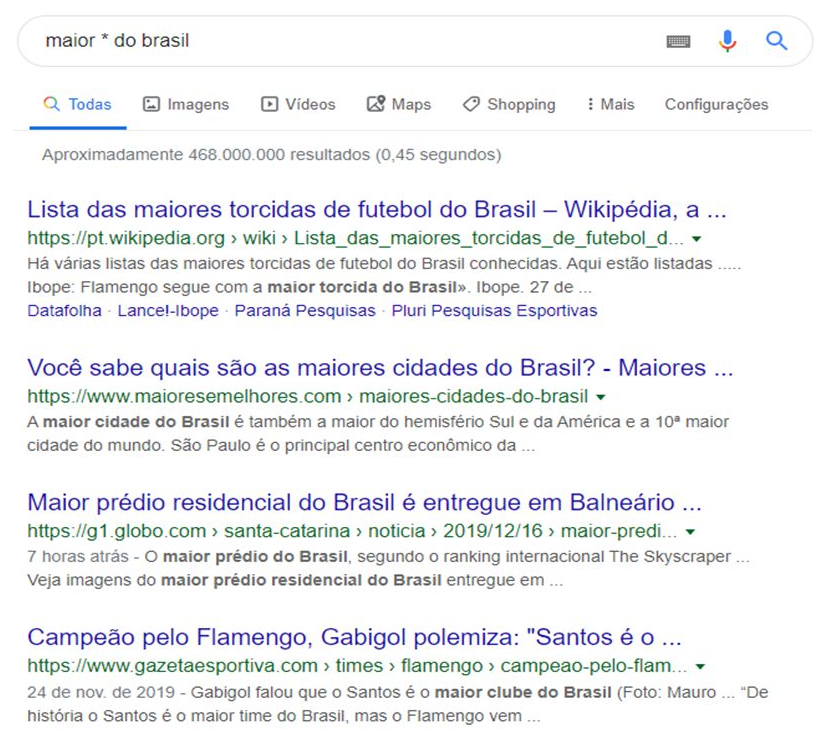 maior * do brasil
Todas Imagens Vídeos Maps Shopping Mais Configurações
Aproximadamente 468.000.000 resultados (0,45 segundos)
Lista das maiores torcidas de futebol do Brasil – Wikipédia, a ...
https://pt.wikipedia.org › wiki › Lista_das_maiores_torcidas_de_futebol_d...
Há várias listas das maiores torcidas de futebol do Brasil conhecidas. Aqui estão listadas .....
Ibope: Flamengo segue com a maior torcida do Brasil». Ibope. 27 de ...
Datafolha · Lance!-Ibope · Paraná Pesquisas · Pluri Pesquisas Esportivas
Você sabe quais são as maiores cidades do Brasil? - Maiores ...
https://www.maioresemelhores.com › maiores-cidades-do-brasil
A maior cidade do Brasil é também a maior do hemisfério Sul e da América e a 10ª maior
cidade do mundo. São Paulo é o principal centro econômico da ...
Maior prédio residencial do Brasil é entregue em Balneário ...
https://g1.globo.com › santa-catarina › noticia › 2019/12/16 › maior-predi...
7 horas atrás - O maior prédio do Brasil, segundo o ranking internacional The Skyscraper ...
Veja imagens do maior prédio residencial do Brasil entregue em ...
Campeão pelo Flamengo, Gabigol polemiza: "Santos é o ...
https://www.gazetaesportiva.com › times › flamengo › campeao-pelo-flam...
24 de nov. de 2019 - Gabigol falou que o Santos é o maior clube do Brasil (Foto: Mauro ... “De
história o Santos é o maior time do Brasil, mas o Flamengo vem ...